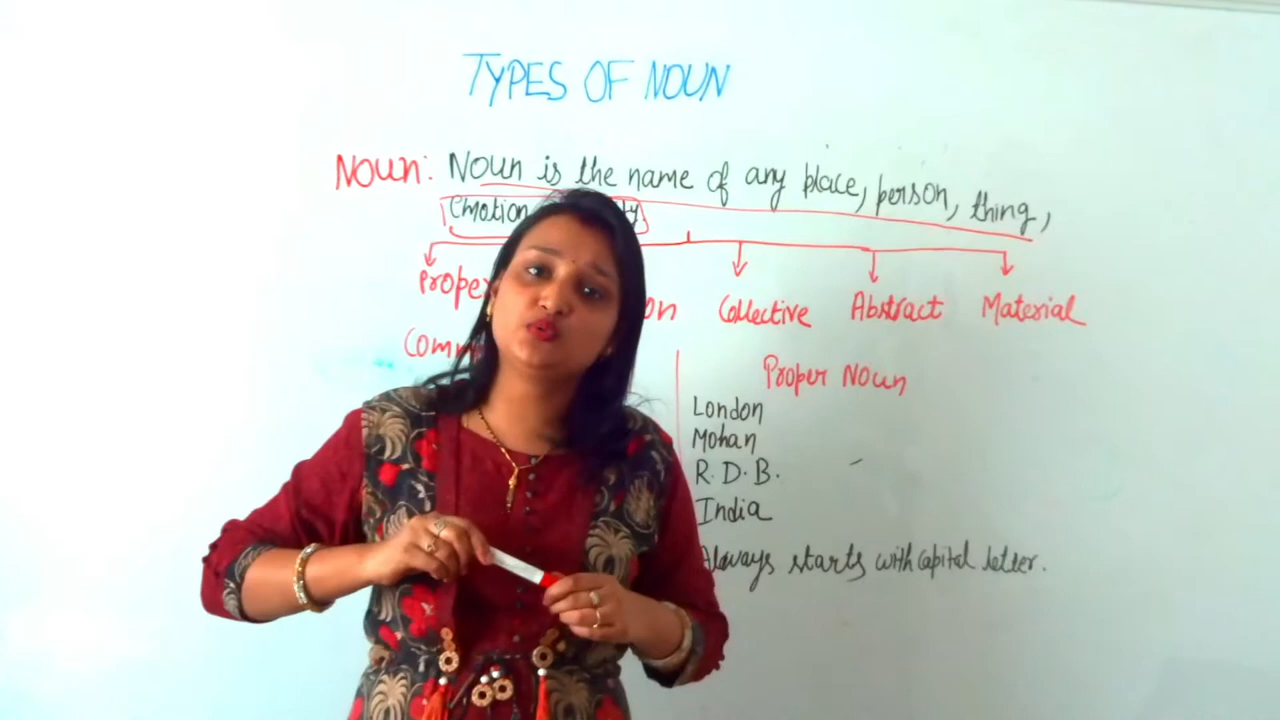 TYPES OF NOUN
Noun: Noun is the name of any place, person, thing,
emotion
Proper Collective Abstract Material
Proper Noun
London
Mohan
R.D.B.
India
Always starts with capital letter.